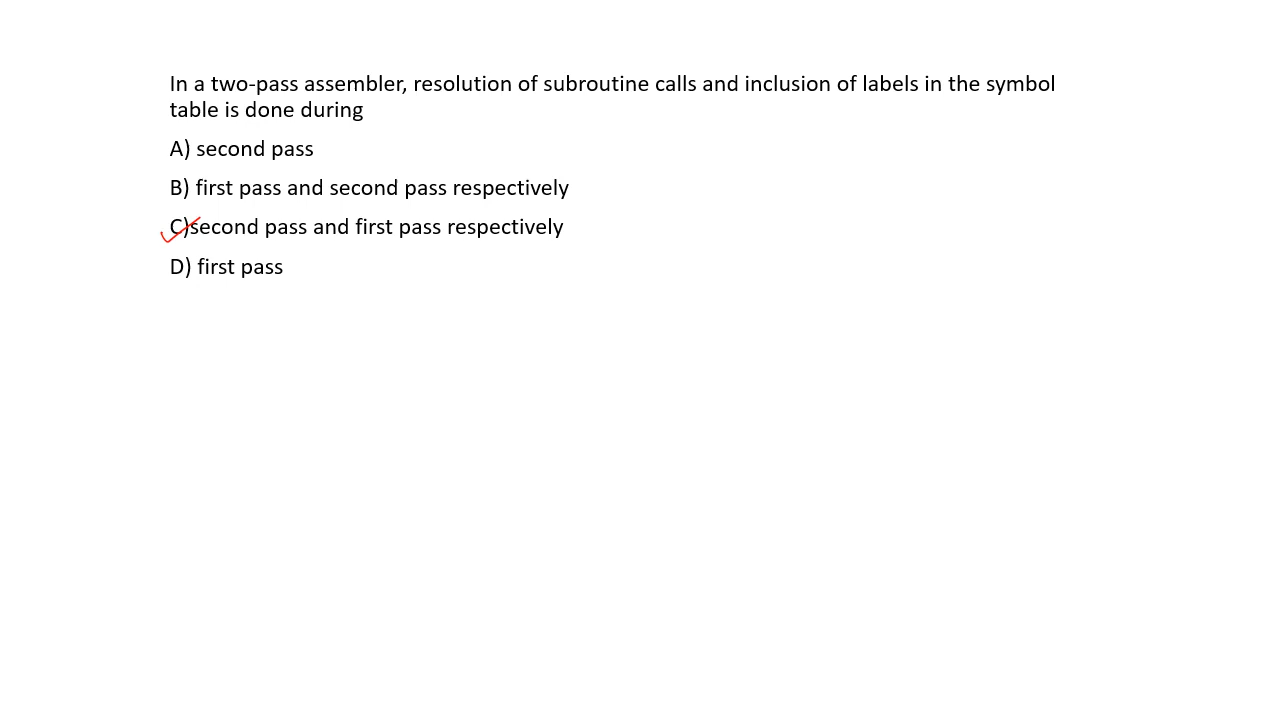 In a two-pass assembler, resolution of subroutine calls and inclusion of labels in the symbol
table is done during
A) second pass
B) first pass and second pass respectively
C)second pass and first pass respectively
D) first pass